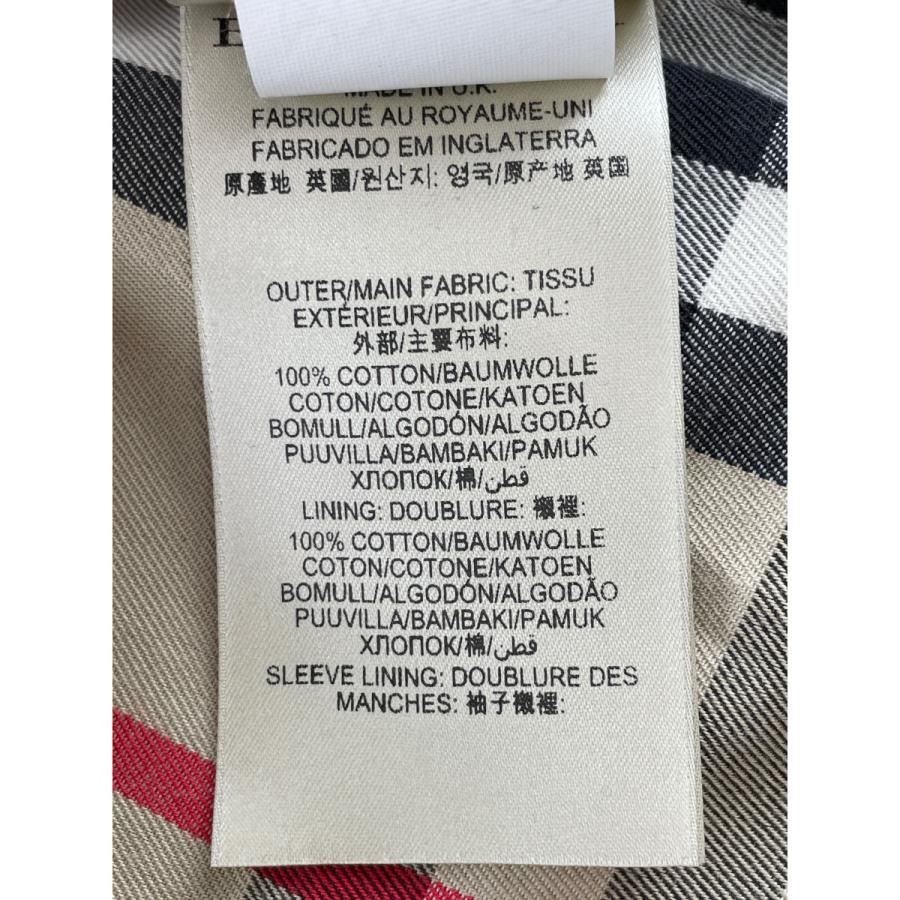 MADE IN U.K.
FABRIQUÉ AU ROYAUME-UNI
FABRICADO EM INGLATERRA
原產地 英國/원산지: 영국/原产地 英国
OUTER/MAIN FABRIC: TISSU
EXTÉRIEUR/PRINCIPAL:
外部/主要布料:
100% COTTON/BAUMWOLLE
COTON/COTONE/KATOEN
BOMULL/ALGODÓN/ALGODÃO
PUUVILLA/BAMBAKI/PAMUK
ХЛОПОК/棉/قطن
LINING: DOUBLURE: 襯裡:
100% COTTON/BAUMWOLLE
COTON/COTONE/KATOEN
BOMULL/ALGODÓN/ALGODÃO
PUUVILLA/BAMBAKI/PAMUK
ХЛОПОК/棉/قطن
SLEEVE LINING: DOUBLURE DES
MANCHES: 袖子襯裡: